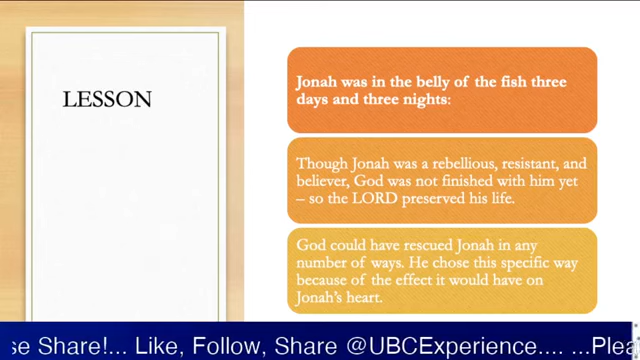 LESSON
Jonah was in the belly of the fish three
days and three nights:
Though Jonah was a rebellious, resistant, and
believer, God was not finished with him yet
– so the LORD preserved his life.
God could have rescued Jonah in any
number of ways. He chose this specific way
because of the effect it would have on
Jonah's heart.
se Share!... Like, Follow, Share @UBCExperience.... ...Plea